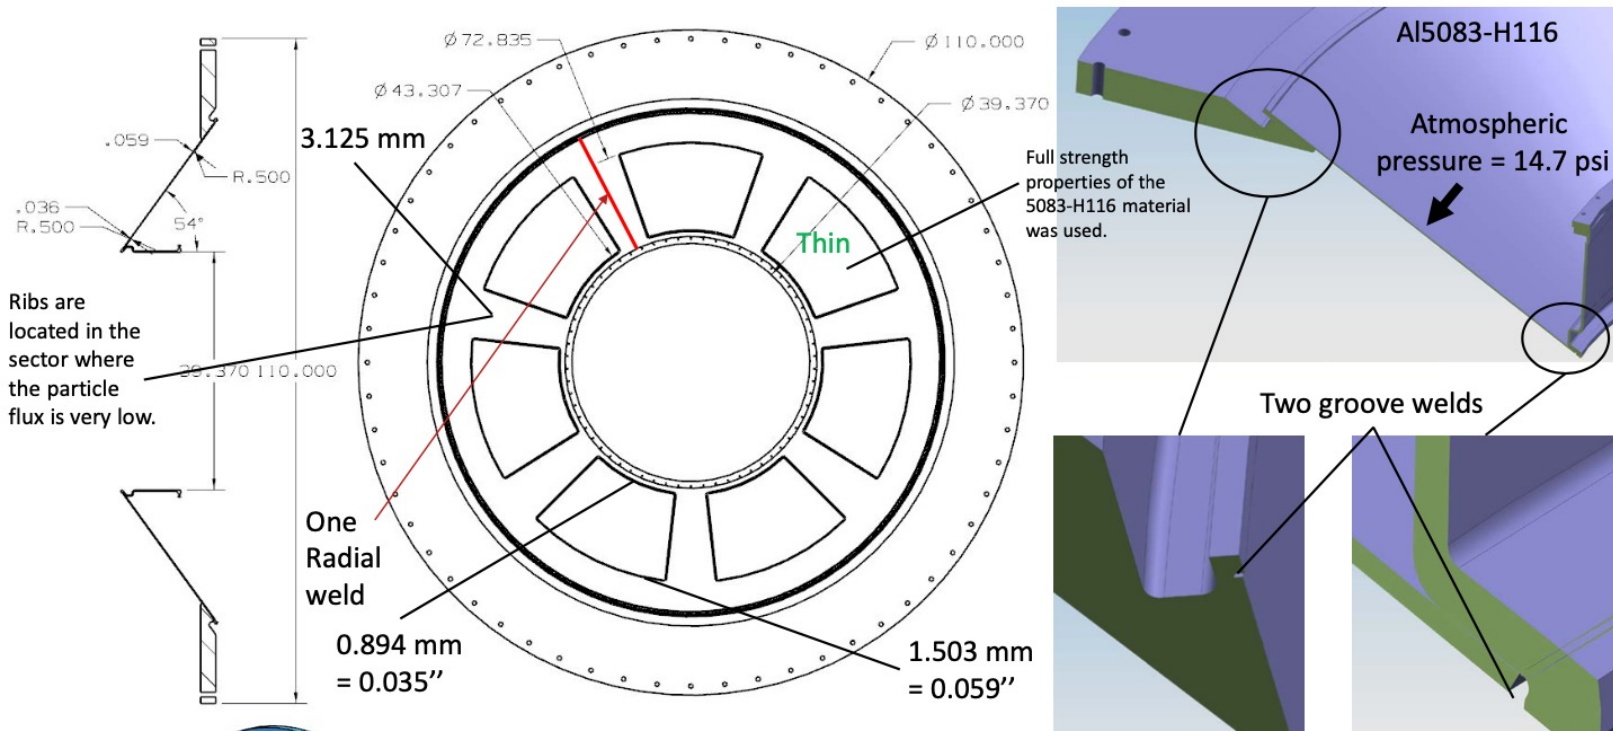 Ø72.835
Ø110.000
Ø43.307
Ø39.370
3.125 mm
.059
R.500
.036
R.500
54°
Ribs are
located in the
sector where
the particle
flux is very low.
39.370
110.000
One
Radial
weld
0.894 mm
= 0.035’’
1.503 mm
= 0.059’’
Thin
Full strength
properties of the
5083-H116 material
was used.
Al5083-H116
Atmospheric
pressure = 14.7 psi
Two groove welds